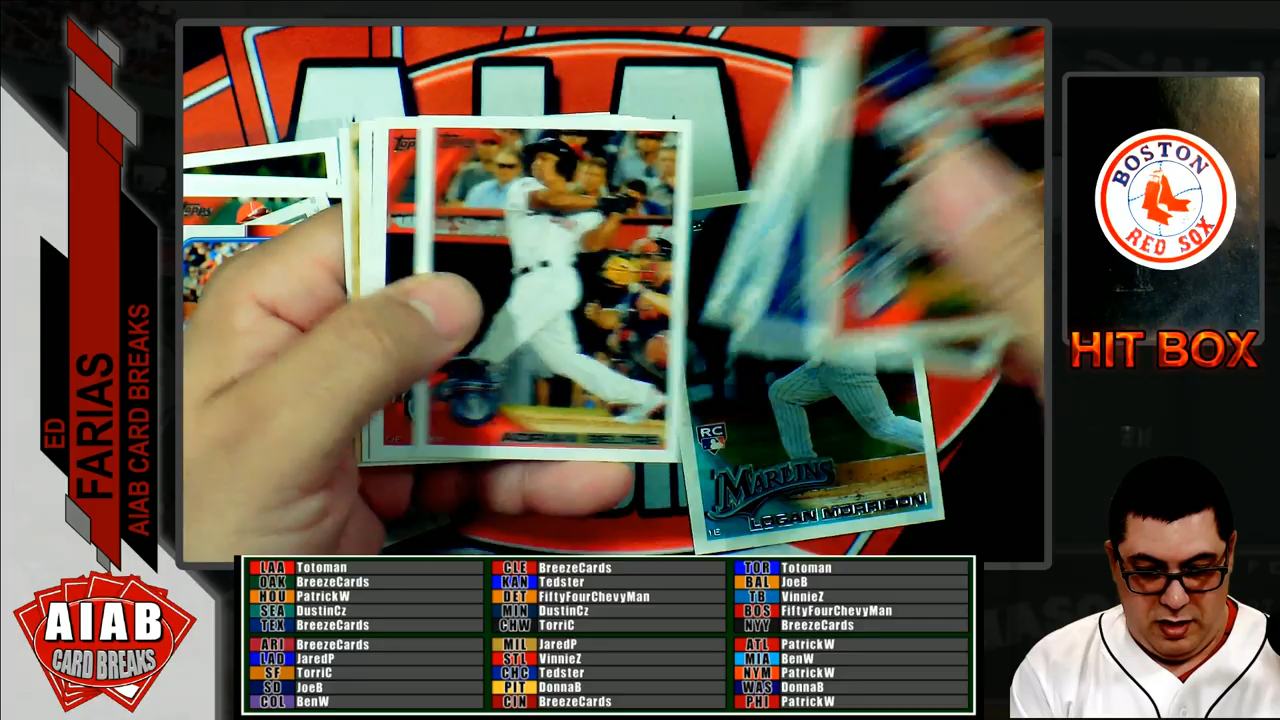 AIAB
TOPPS
ED
FARIAS
AIAB CARD BREAKS
BOSTON
RED SOX
HIT BOX
RC
MARLINS
LOGAN MORRISON
AIAB
CARD BREAKS
LAA Totoman
OAK BreezeCards
HOU PatrickW
SEA DustinCz
TEX BreezeCards
ARI BreezeCards
LAD JaredP
SF TorriC
SD JoeB
COL BenW
CLE BreezeCards
KAN Tedster
DET FiftyFourChevyMan
MIN DustinCz
CHW TorriC
MIL JaredP
STL VinnieZ
CHC Tedster
PIT DonnaB
CIN BreezeCards
TOR Totoman
BAL JoeB
TB VinnieZ
BOS FiftyFourChevyMan
NYY BreezeCards
ATL PatrickW
MIA BenW
NYM PatrickW
WAS DonnaB
PHI PatrickW